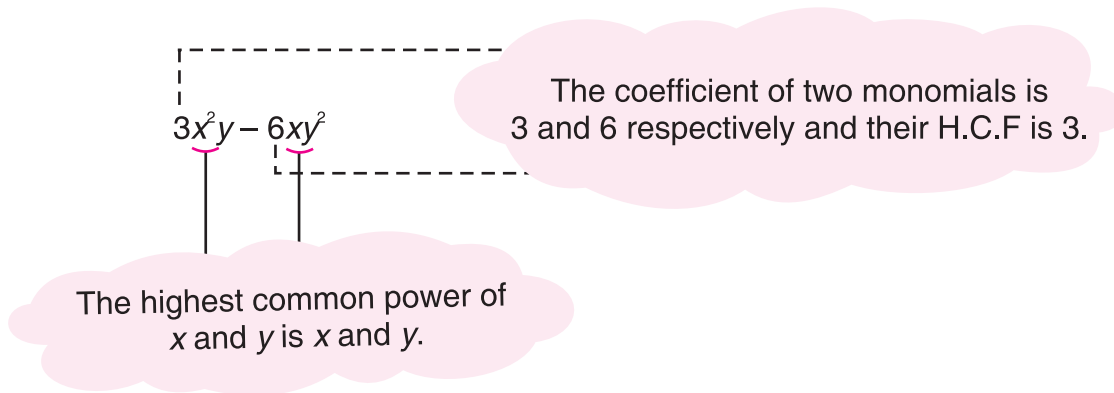 The coefficient of two monomials is
3 and 6 respectively and their H.C.F is 3.
3x²y – 6xy²
The highest common power of
x and y is x and y.